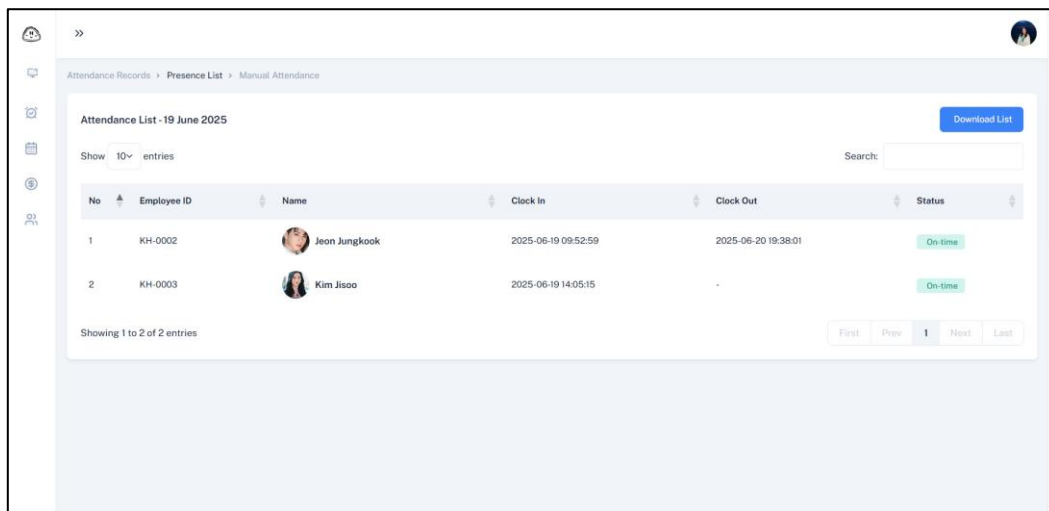 Attendance Records › Presence List › Manual Attendance
Attendance List - 19 June 2025
Download List
Show 10 entries
Search:
No Employee ID Name Clock In Clock Out Status
1 KH-0002 Jeon Jungkook 2025-06-19 09:52:59 2025-06-20 19:38:01 On-time
2 KH-0003 Kim Jisoo 2025-06-19 14:05:15 - On-time
Showing 1 to 2 of 2 entries
First Prev 1 Next Last